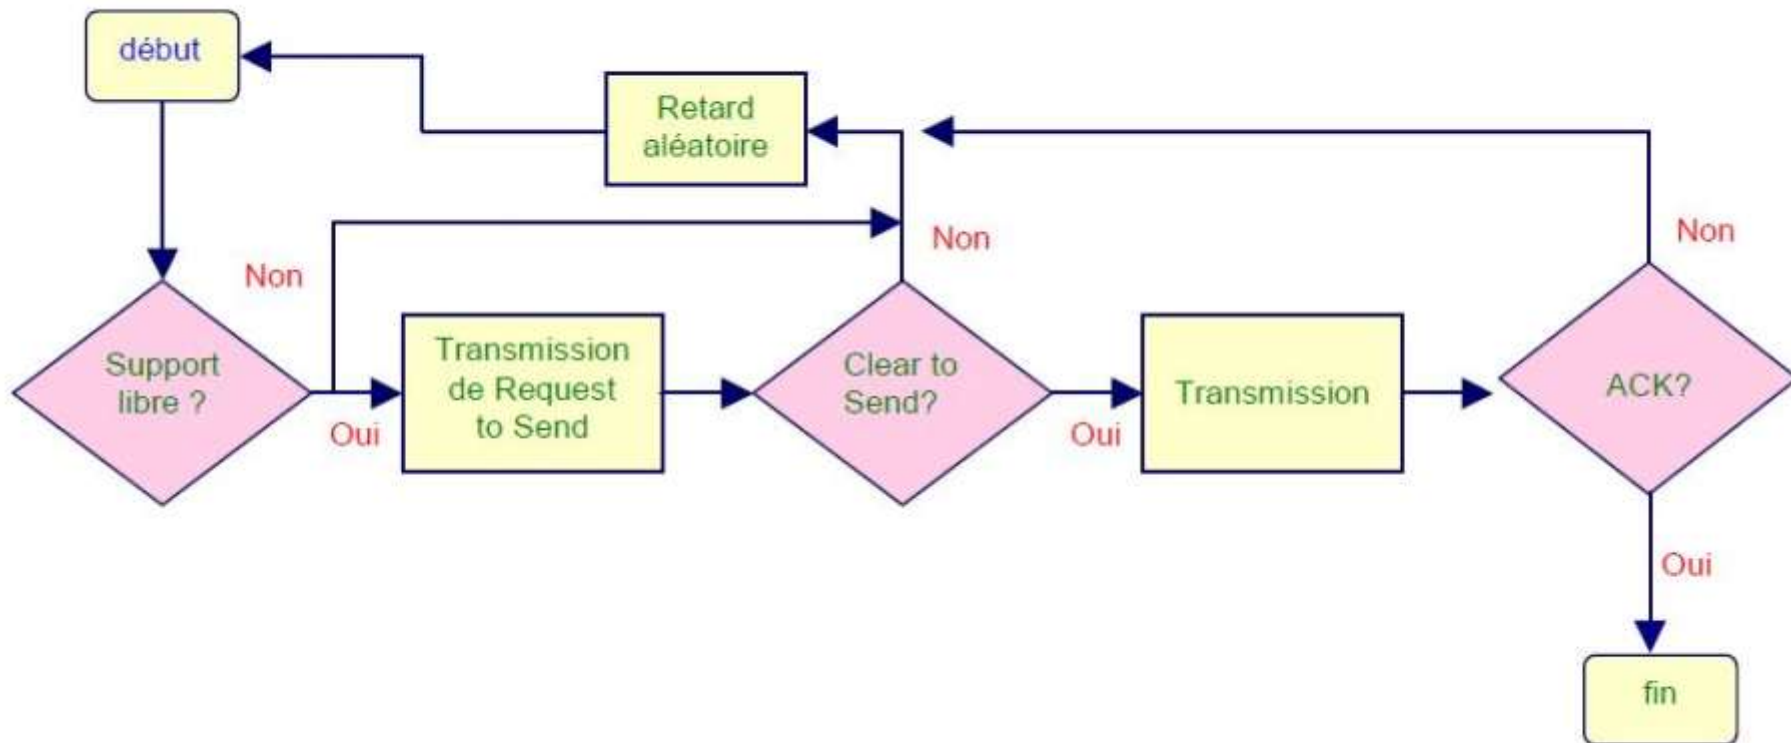 début
Retard
aléatoire
Non
Non
Non
Support
libre ?
Oui
Transmission
de Request
to Send
Clear to
Send?
Oui
Transmission
ACK?
Oui
fin